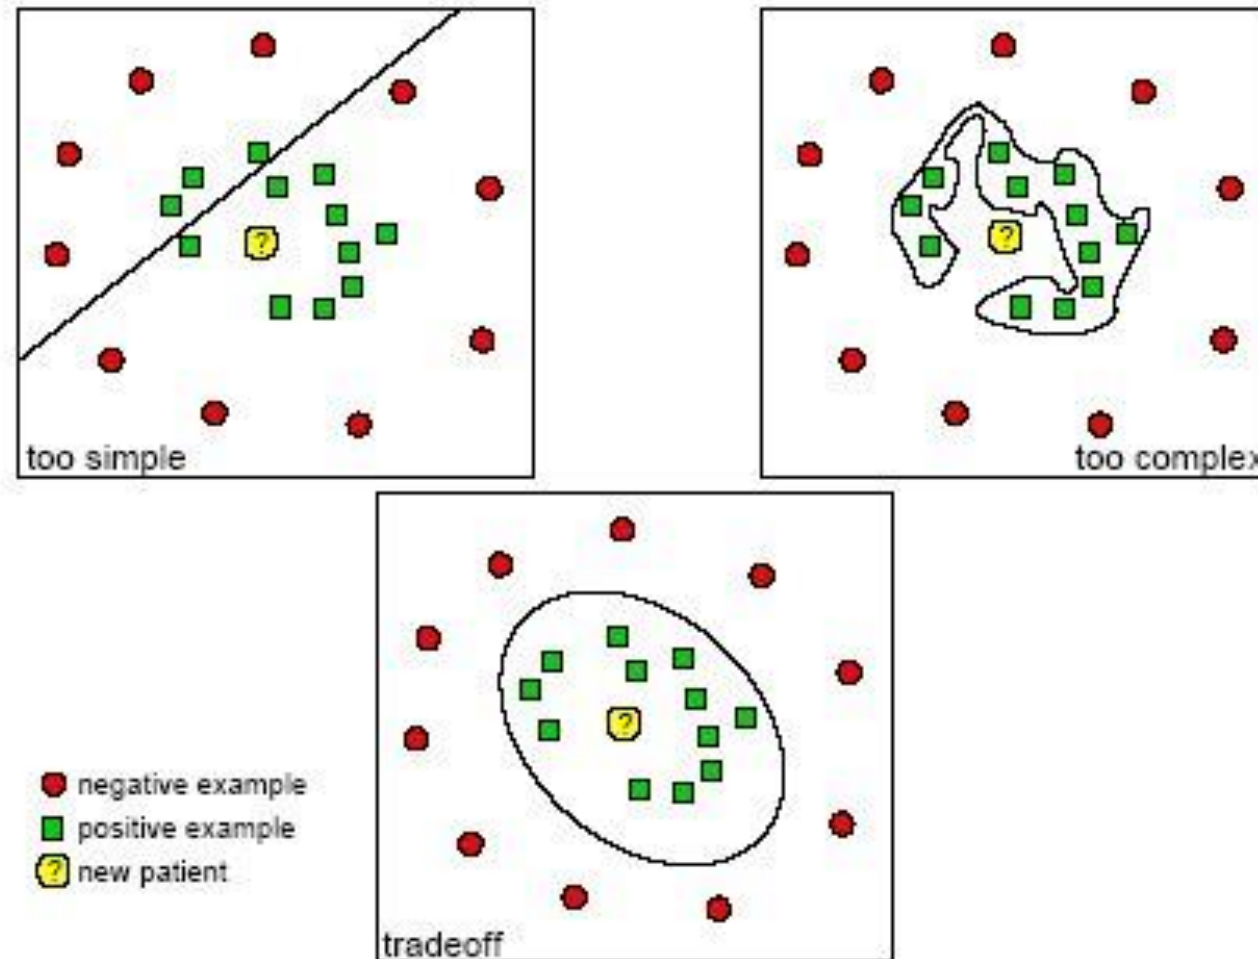 ?
?
too simple
too complex
?
negative example
positive example
? new patient
tradeoff